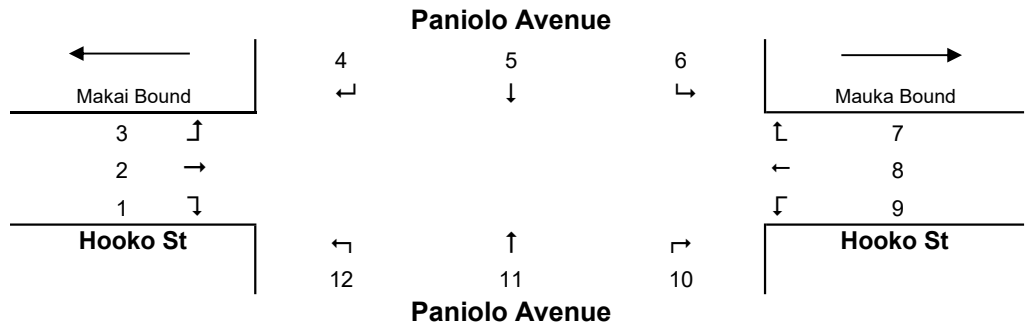 Paniolo Avenue
4 5 6
Makai Bound Mauka Bound
3 7
2 8
1 9
Hooko St Hooko St
12 11 10
Paniolo Avenue